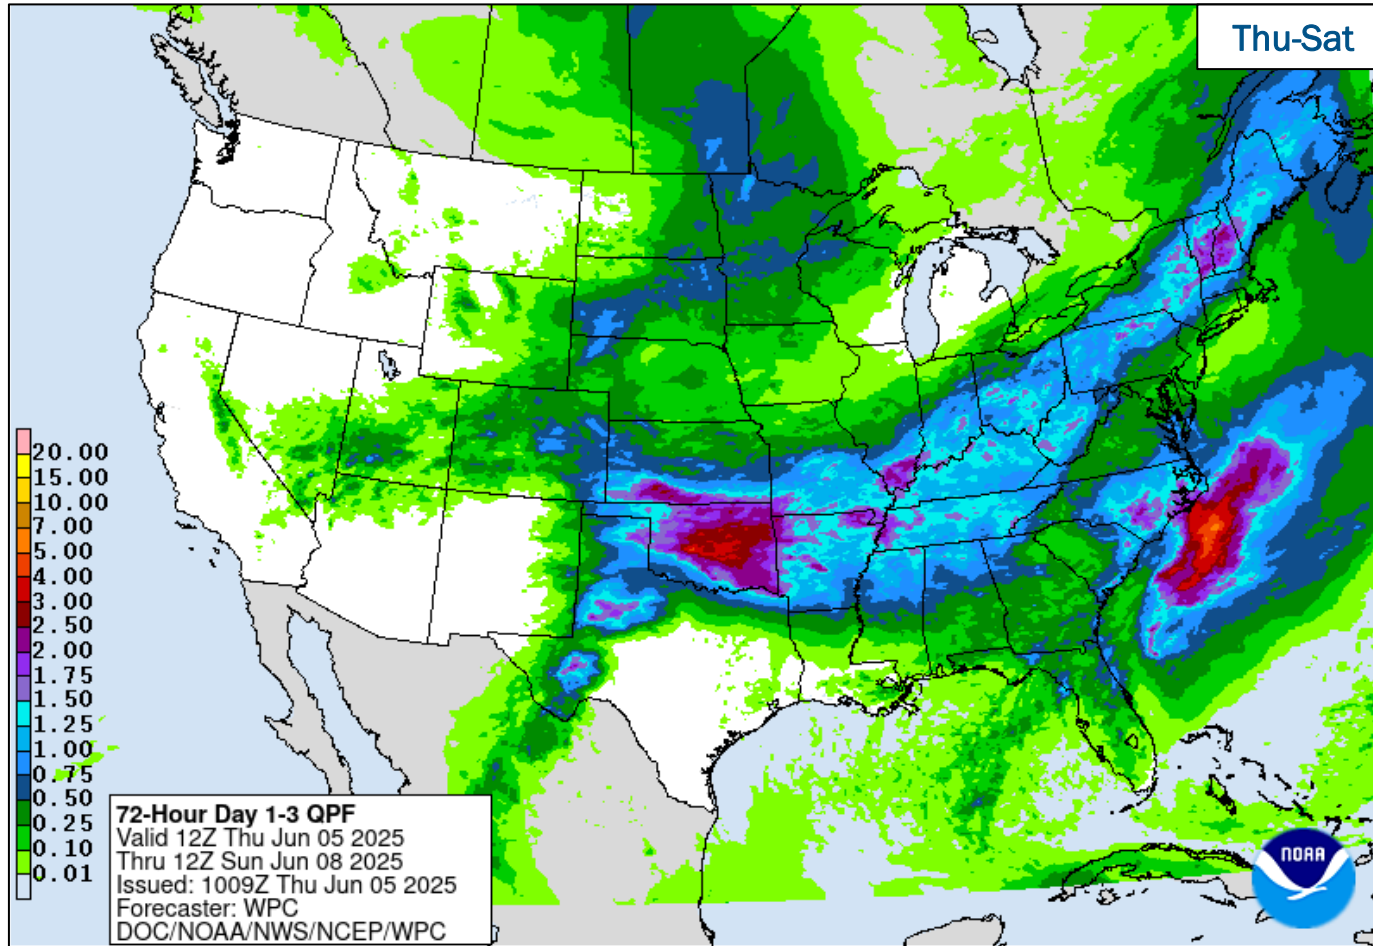 Thu-Sat
20.00
15.00
10.00
7.00
5.00
4.00
3.00
2.50
2.00
1.75
1.50
1.25
1.00
0.75
0.50
0.25
0.10
0.01
72-Hour Day 1-3 QPF
Valid 12Z Thu Jun 05 2025
Thru 12Z Sun Jun 08 2025
Issued: 1009Z Thu Jun 05 2025
Forecaster: WPC
DOC/NOAA/NWS/NCEP/WPC
NOAA